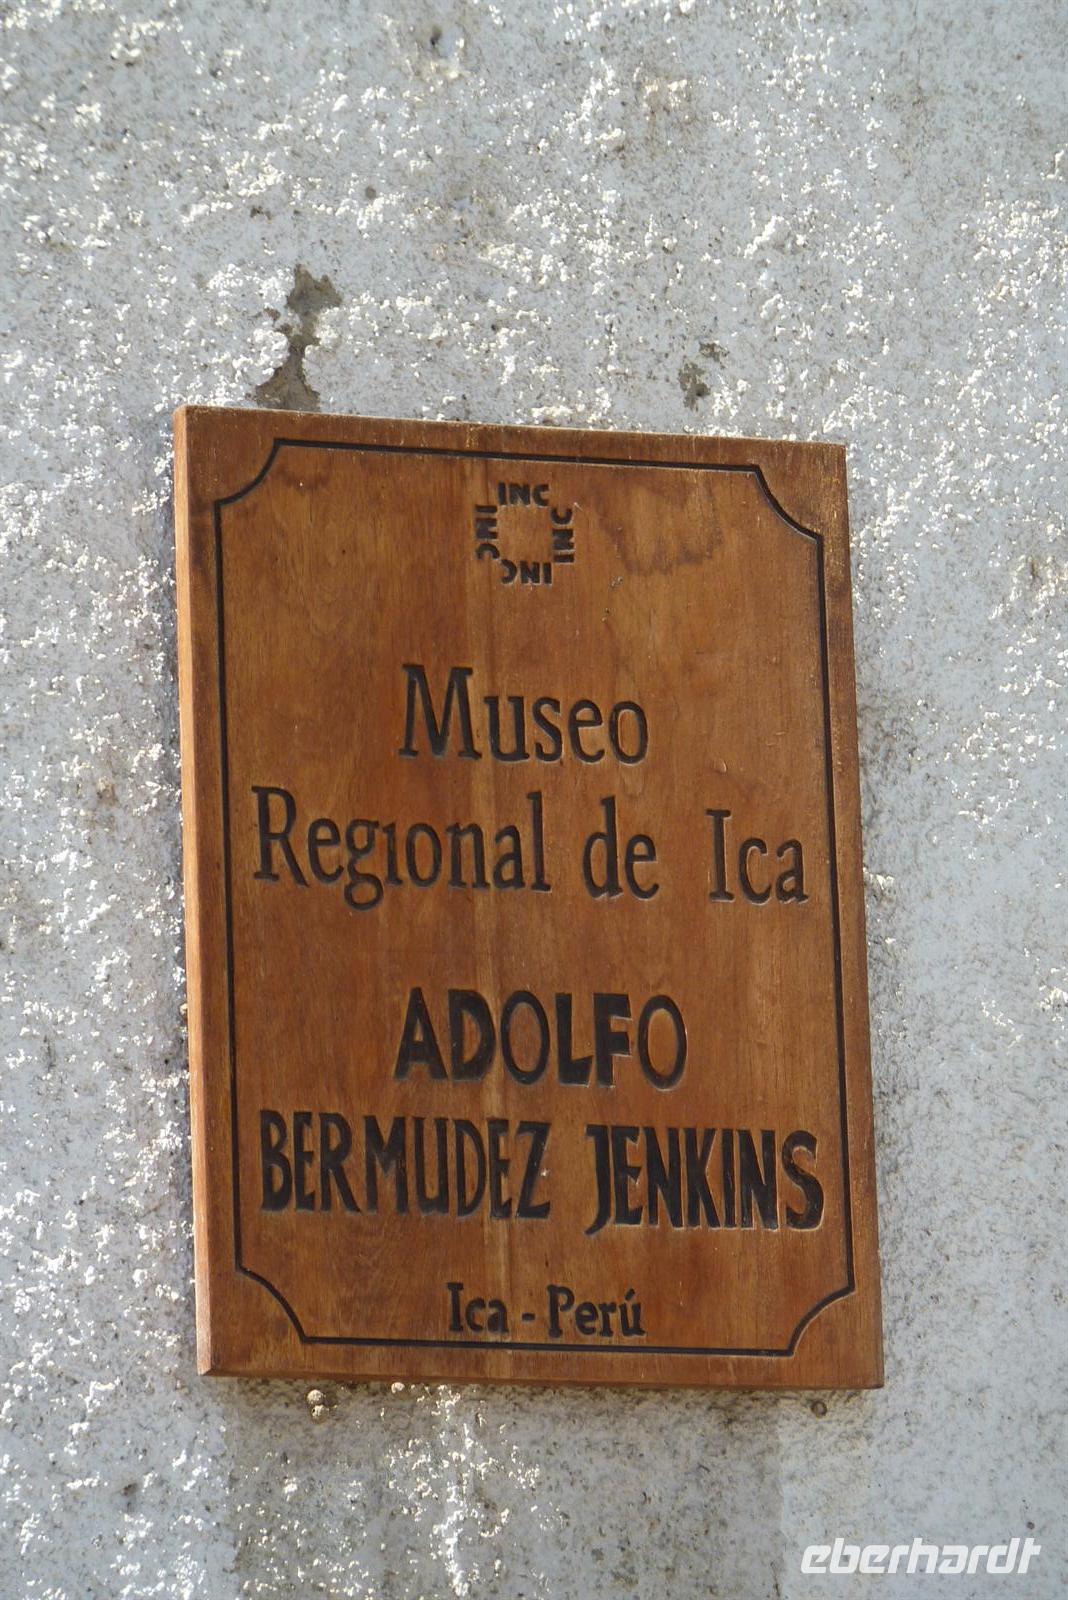 INC
INC
INC
INC
Museo
Regional de Ica
ADOLFO
BERMUDEZ JENKINS
Ica - Perú
eberhardt